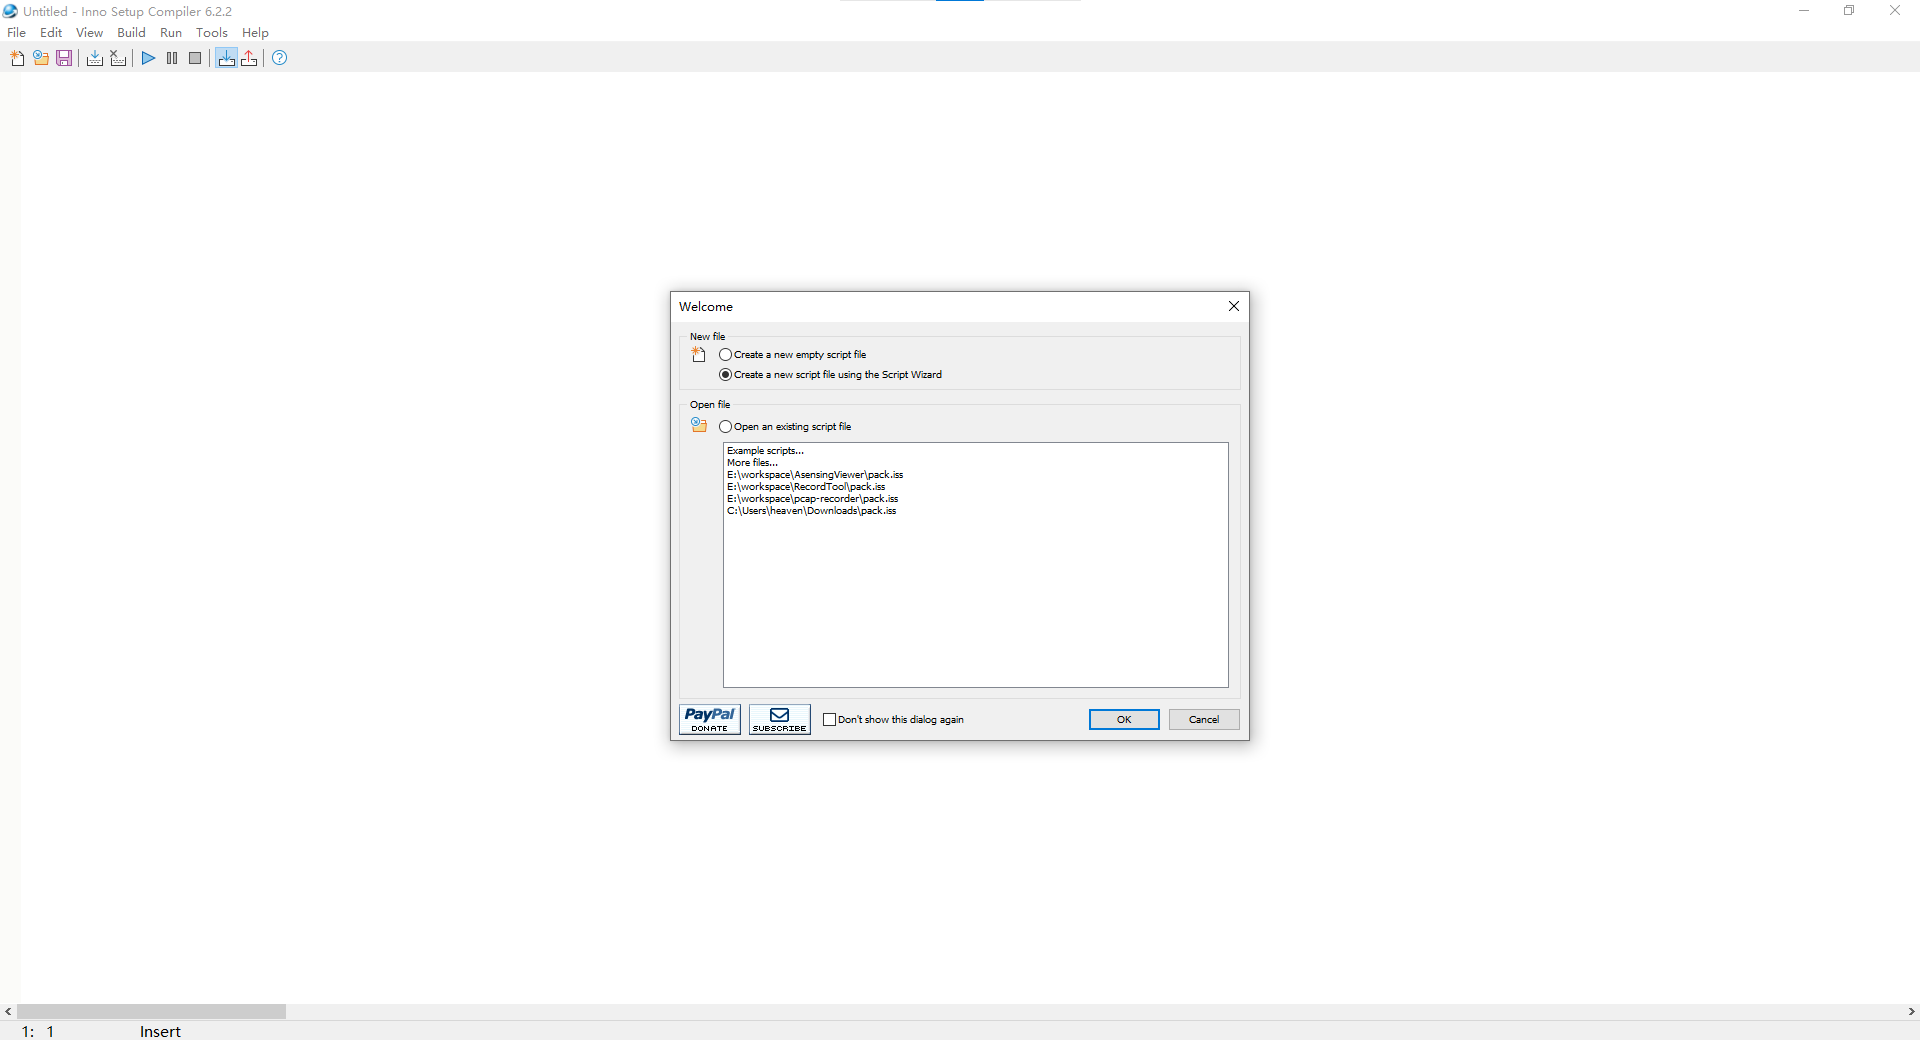 Untitled - Inno Setup Compiler 6.2.2
File Edit View Build Run Tools Help
Welcome
New file
Create a new empty script file
Create a new script file using the Script Wizard
Open file
Open an existing script file
Example scripts...
More files...
E:\workspace\AsensingViewer\pack.iss
E:\workspace\RecordTool\pack.iss
E:\workspace\pcap-recorder\pack.iss
C:\Users\heaven\Downloads\pack.iss
PayPal
DONATE
SUBSCRIBE
Don't show this dialog again
OK
Cancel
1: 1 Insert